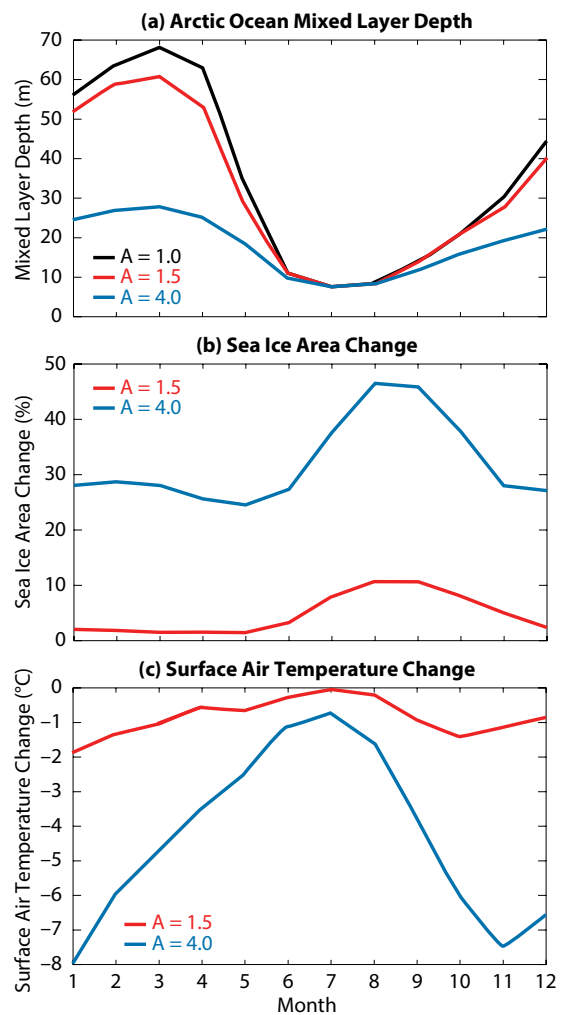 (a) Arctic Ocean Mixed Layer Depth
Mixed Layer Depth (m)
70
60
50
40
30
20
10
0
A = 1.0
A = 1.5
A = 4.0
(b) Sea Ice Area Change
Sea Ice Area Change (%)
50
40
30
20
10
0
A = 1.5
A = 4.0
(c) Surface Air Temperature Change
Surface Air Temperature Change (°C)
0
−1
−2
−3
−4
−5
−6
−7
−8
A = 1.5
A = 4.0
1 2 3 4 5 6 7 8 9 10 11 12
Month